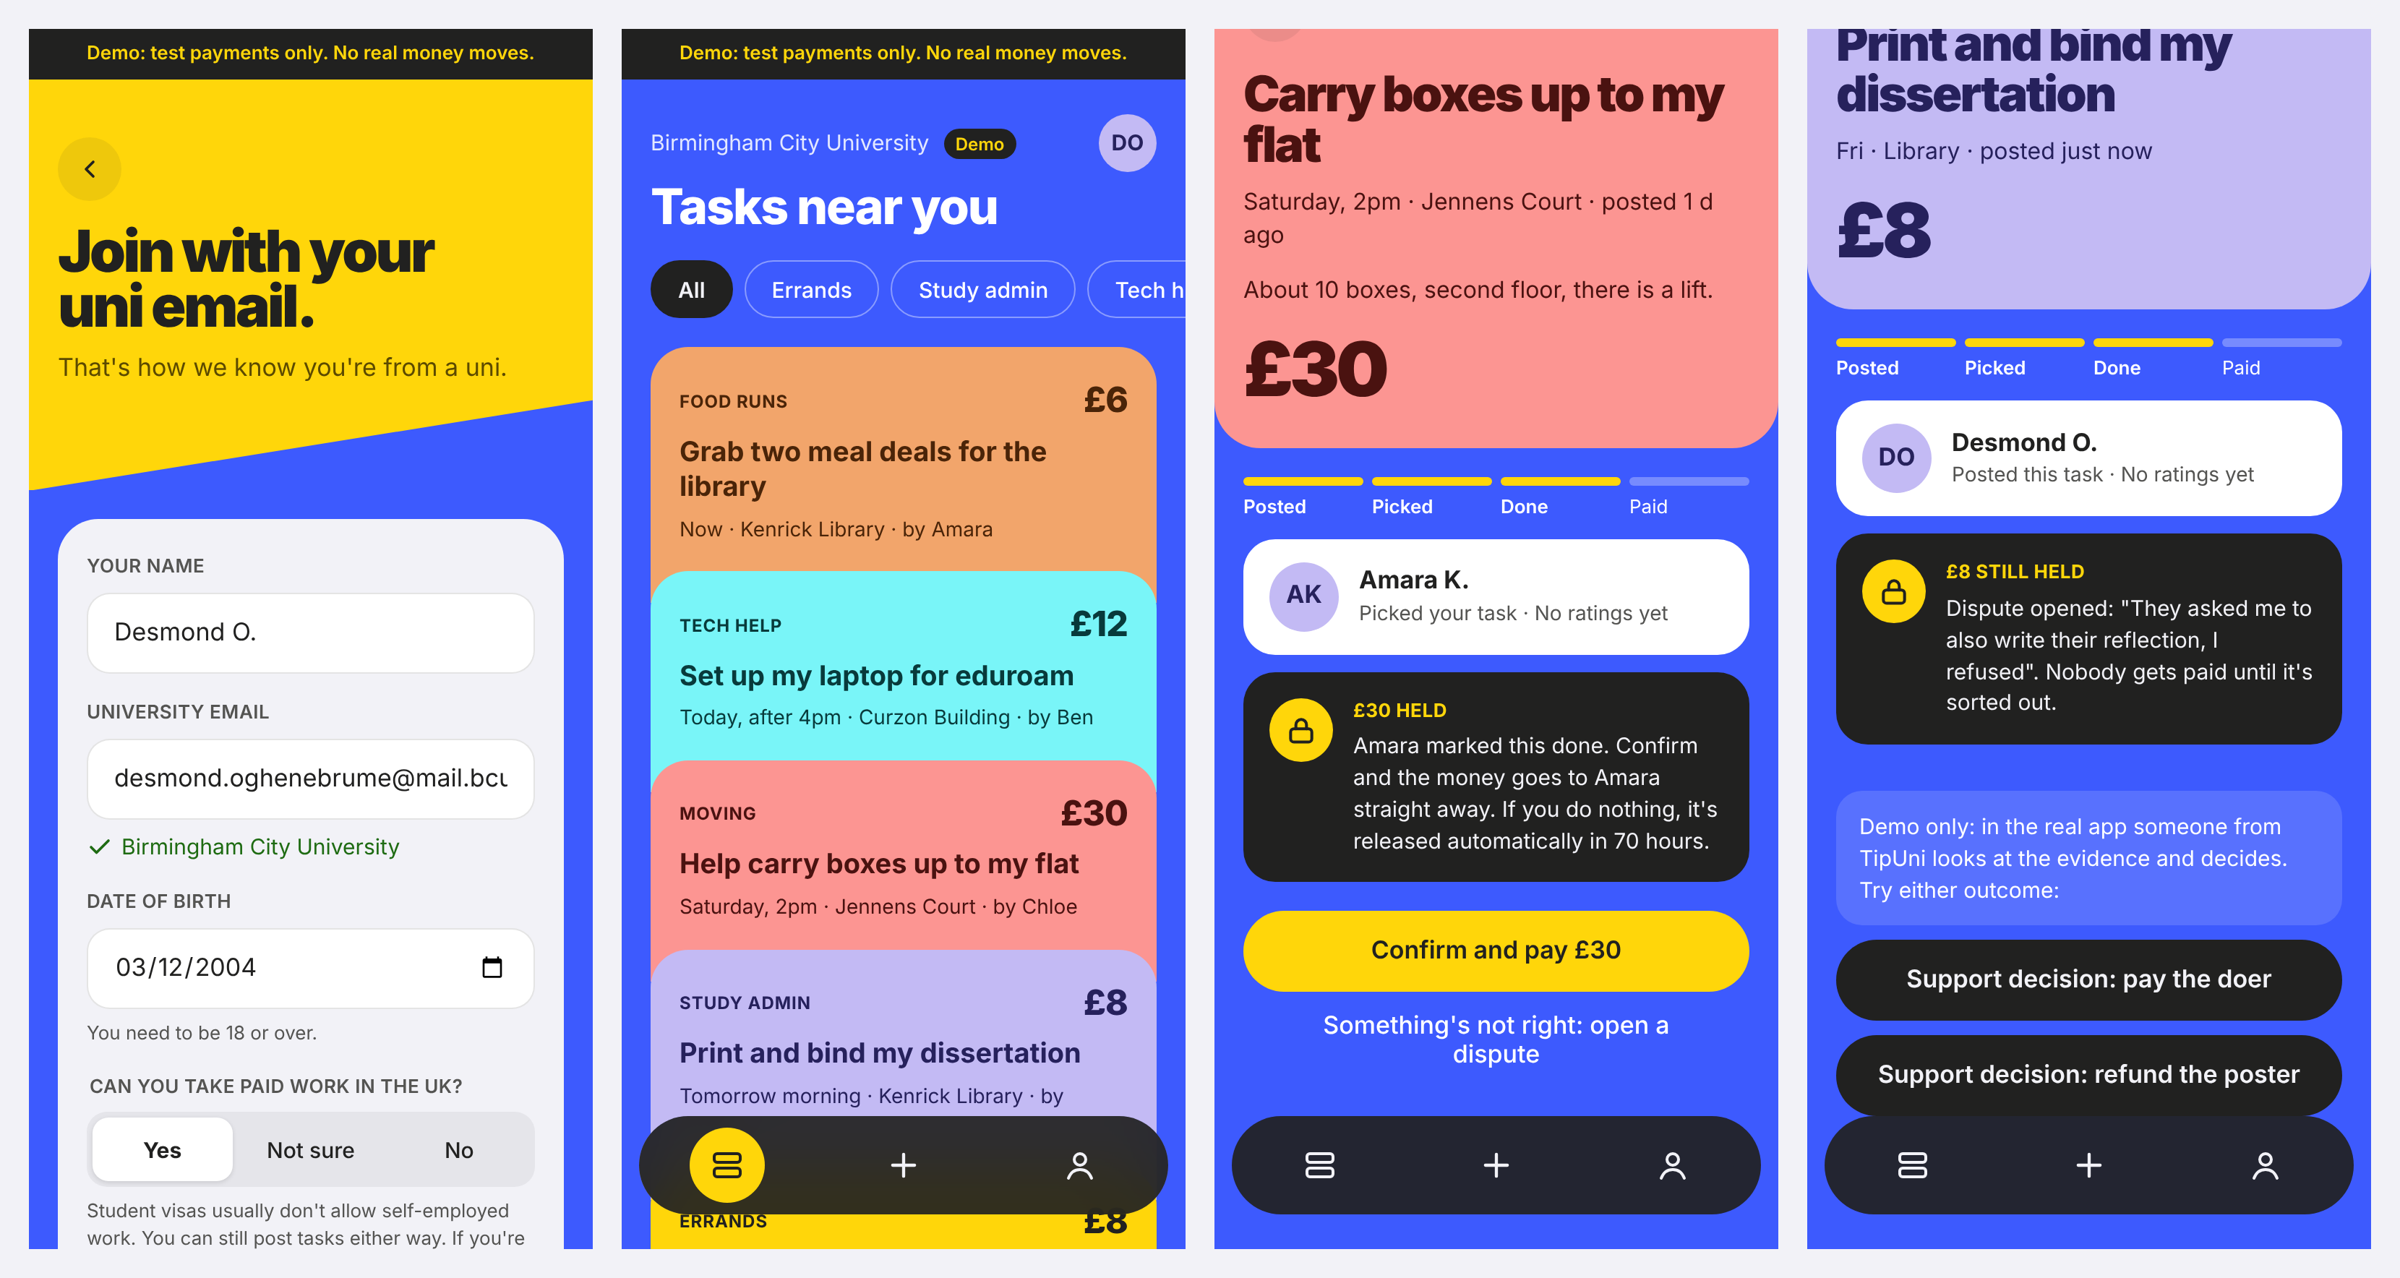 Demo: test payments only. No real money moves.
Join with your
uni email.
That's how we know you're from a uni.
YOUR NAME
Desmond O.
UNIVERSITY EMAIL
desmond.oghenebrume@mail.bcu
Birmingham City University
DATE OF BIRTH
03/12/2004
You need to be 18 or over.
CAN YOU TAKE PAID WORK IN THE UK?
Yes
Not sure
No
Student visas usually don't allow self-employed
work. You can still post tasks either way. If you're
Demo: test payments only. No real money moves.
Birmingham City University
Demo
DO
Tasks near you
All
Errands
Study admin
Tech h
FOOD RUNS
£6
Grab two meal deals for the
library
Now · Kenrick Library · by Amara
TECH HELP
£12
Set up my laptop for eduroam
Today, after 4pm · Curzon Building · by Ben
MOVING
£30
Help carry boxes up to my flat
Saturday, 2pm · Jennens Court · by Chloe
STUDY ADMIN
£8
Print and bind my dissertation
Tomorrow morning · Kenrick Library · by
ERRANDS
£8
Carry boxes up to my
flat
Saturday, 2pm · Jennens Court · posted 1 d
ago
About 10 boxes, second floor, there is a lift.
£30
Posted
Picked
Done
Paid
AK
Amara K.
Picked your task · No ratings yet
£30 HELD
Amara marked this done. Confirm
and the money goes to Amara
straight away. If you do nothing, it's
released automatically in 70 hours.
Confirm and pay £30
Something's not right: open a
dispute
Print and bind my
dissertation
Fri · Library · posted just now
£8
Posted
Picked
Done
Paid
DO
Desmond O.
Posted this task · No ratings yet
£8 STILL HELD
Dispute opened: "They asked me to
also write their reflection, I
refused". Nobody gets paid until it's
sorted out.
Demo only: in the real app someone from
TipUni looks at the evidence and decides.
Try either outcome:
Support decision: pay the doer
Support decision: refund the poster